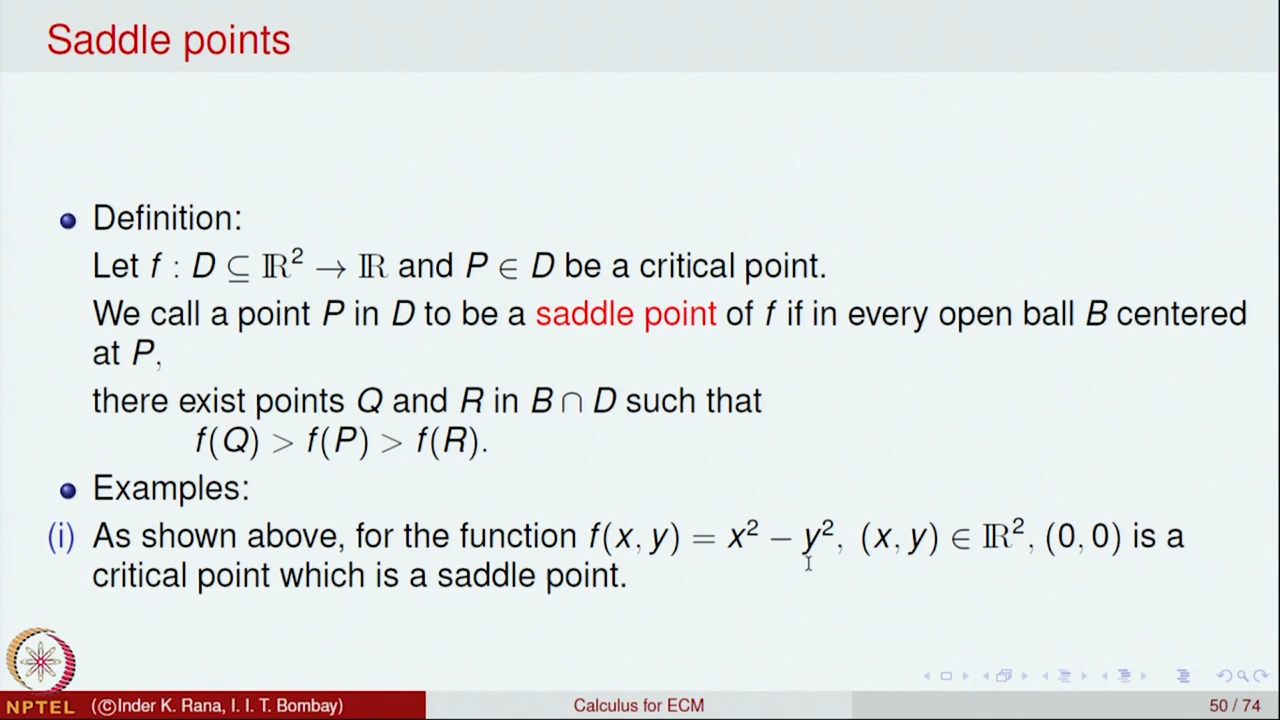 Saddle points
Definition:
Let f : D ⊆ ℝ² → ℝ and P ∈ D be a critical point.
We call a point P in D to be a saddle point of f if in every open ball B centered
at P,
there exist points Q and R in B ∩ D such that
f(Q) > f(P) > f(R).
Examples:
(i) As shown above, for the function f(x, y) = x² − y², (x, y) ∈ ℝ², (0, 0) is a
critical point which is a saddle point.
NPTEL (©Inder K. Rana, I. I. T. Bombay) Calculus for ECM 50 / 74